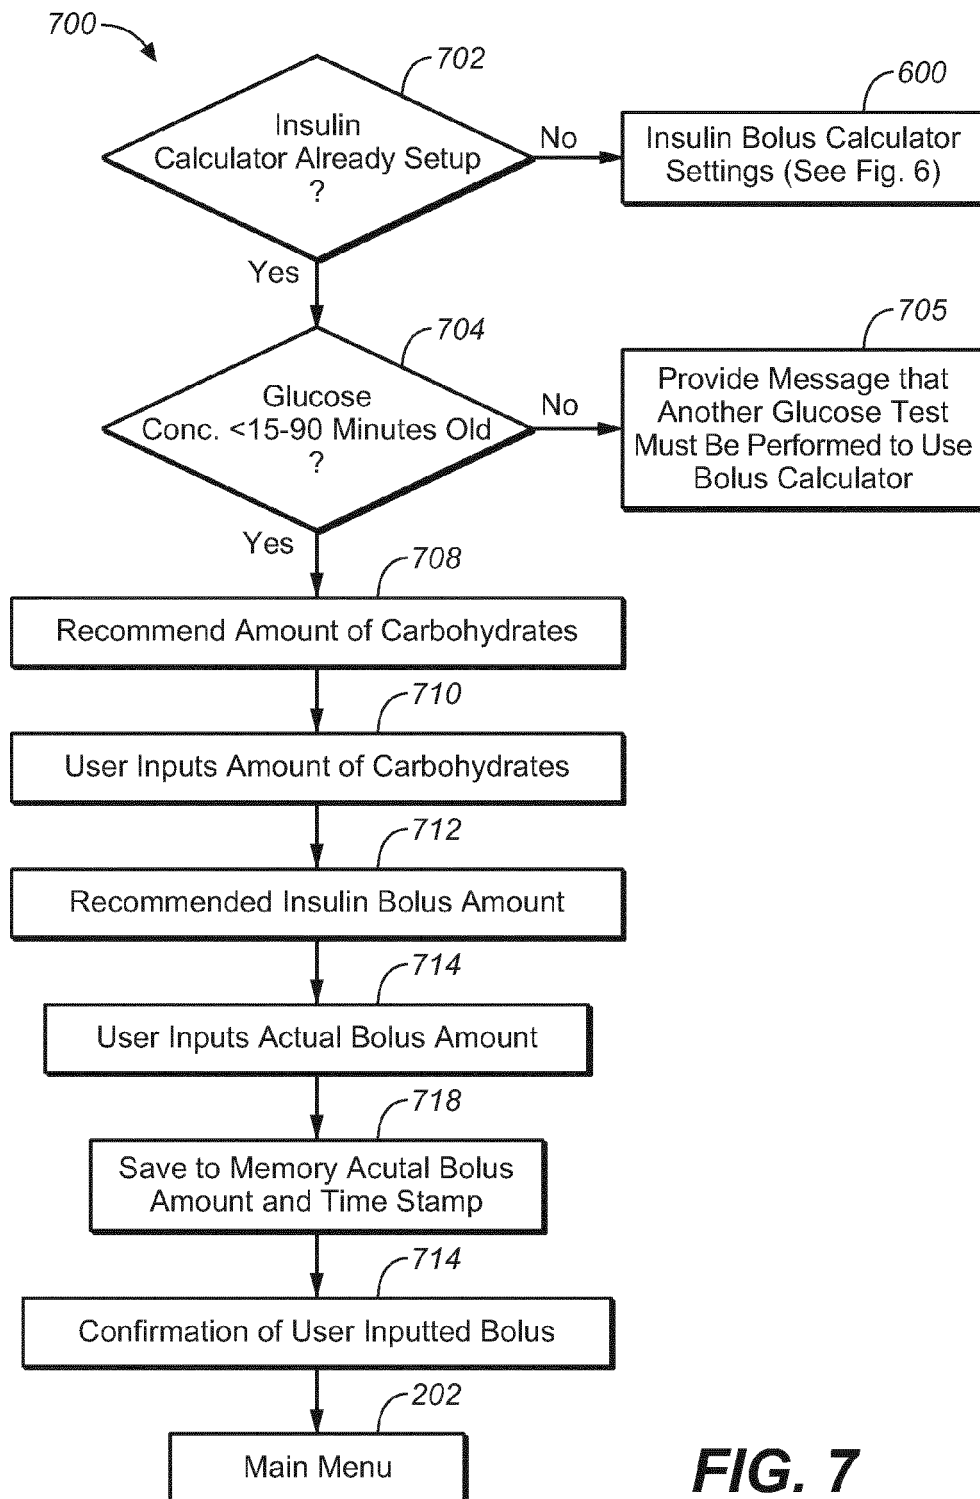 700
702
Insulin
Calculator Already Setup
?
No
600
Insulin Bolus Calculator
Settings (See Fig. 6)
Yes
704
Glucose
Conc. <15-90 Minutes Old
?
No
705
Provide Message that
Another Glucose Test
Must Be Performed to Use
Bolus Calculator
Yes
708
Recommend Amount of Carbohydrates
710
User Inputs Amount of Carbohydrates
712
Recommended Insulin Bolus Amount
714
User Inputs Actual Bolus Amount
718
Save to Memory Acutal Bolus
Amount and Time Stamp
714
Confirmation of User Inputted Bolus
202
Main Menu
FIG. 7